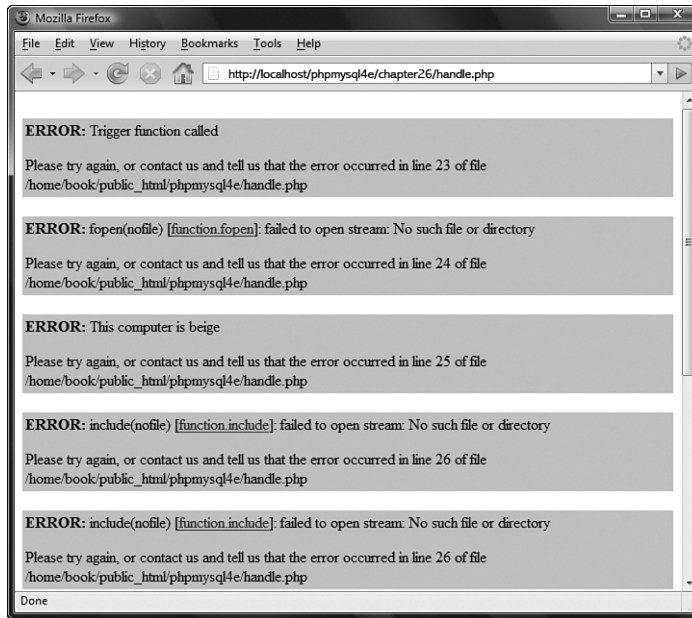 Mozilla Firefox
File Edit View History Bookmarks Tools Help
http://localhost/phpmysql4e/chapter26/handle.php
ERROR: Trigger function called
Please try again, or contact us and tell us that the error occurred in line 23 of file
/home/book/public_html/phpmysql4e/handle.php
ERROR: fopen(nofile) [function.fopen]: failed to open stream: No such file or directory
Please try again, or contact us and tell us that the error occurred in line 24 of file
/home/book/public_html/phpmysql4e/handle.php
ERROR: This computer is beige
Please try again, or contact us and tell us that the error occurred in line 25 of file
/home/book/public_html/phpmysql4e/handle.php
ERROR: include(nofile) [function.include]: failed to open stream: No such file or directory
Please try again, or contact us and tell us that the error occurred in line 26 of file
/home/book/public_html/phpmysql4e/handle.php
ERROR: include(nofile) [function.include]: failed to open stream: No such file or directory
Please try again, or contact us and tell us that the error occurred in line 26 of file
/home/book/public_html/phpmysql4e/handle.php
Done